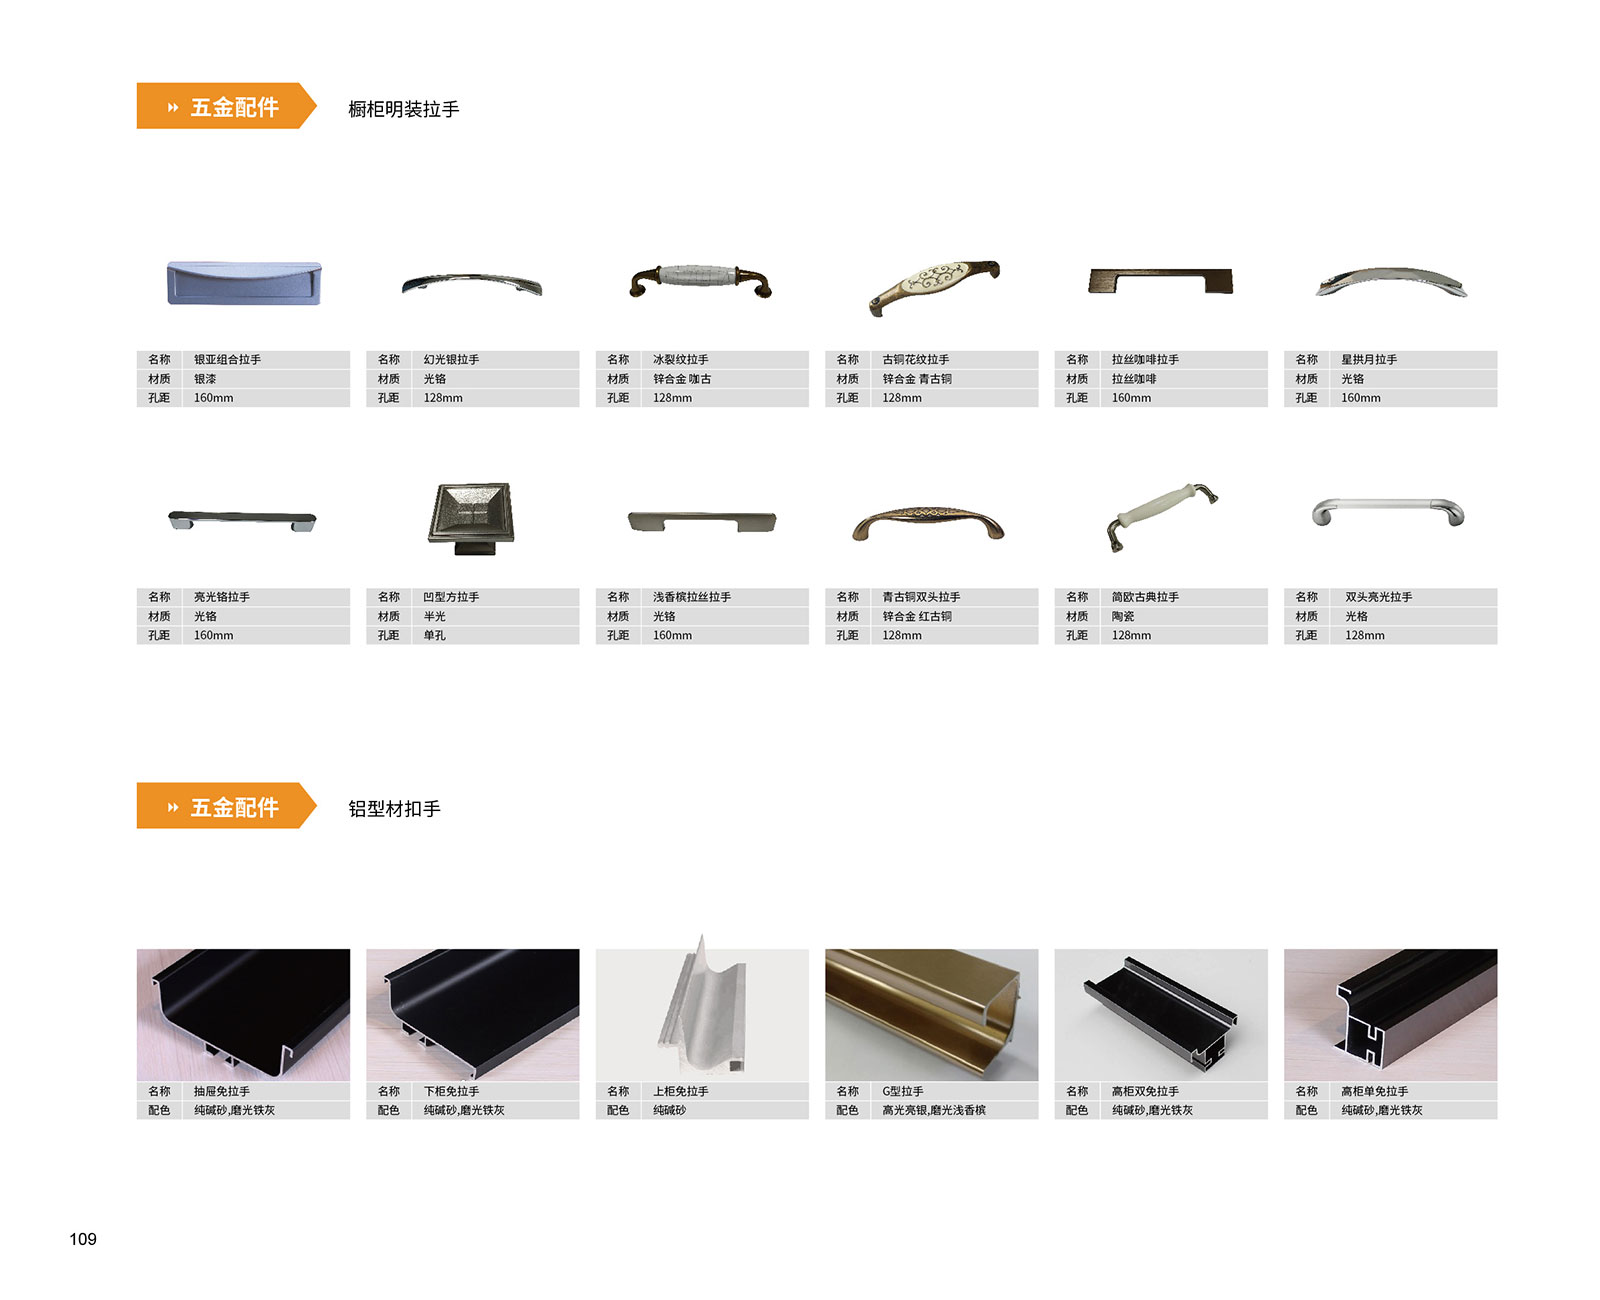 五金配件 橱柜明装拉手
名称 银亚组合拉手
材质 银漆
孔距 160mm
名称 幻光银拉手
材质 光铬
孔距 128mm
名称 冰裂纹拉手
材质 锌合金 咖古
孔距 128mm
名称 古铜花纹拉手
材质 锌合金 青古铜
孔距 128mm
名称 拉丝咖啡拉手
材质 拉丝咖啡
孔距 160mm
名称 星拱月拉手
材质 光铬
孔距 160mm
名称 亮光铬拉手
材质 光铬
孔距 160mm
名称 凹型方拉手
材质 半光
孔距 单孔
名称 浅香槟拉丝拉手
材质 光铬
孔距 160mm
名称 青古铜双头拉手
材质 锌合金 红古铜
孔距 128mm
名称 简欧古典拉手
材质 陶瓷
孔距 128mm
名称 双头亮光拉手
材质 光格
孔距 128mm
五金配件 铝型材扣手
名称 抽屉免拉手
配色 纯碱砂,磨光铁灰
名称 下柜免拉手
配色 纯碱砂,磨光铁灰
名称 上柜免拉手
配色 纯碱砂
名称 G型拉手
配色 高光亮银,磨光浅香槟
名称 高柜双免拉手
配色 纯碱砂,磨光铁灰
名称 高柜单免拉手
配色 纯碱砂,磨光铁灰
109